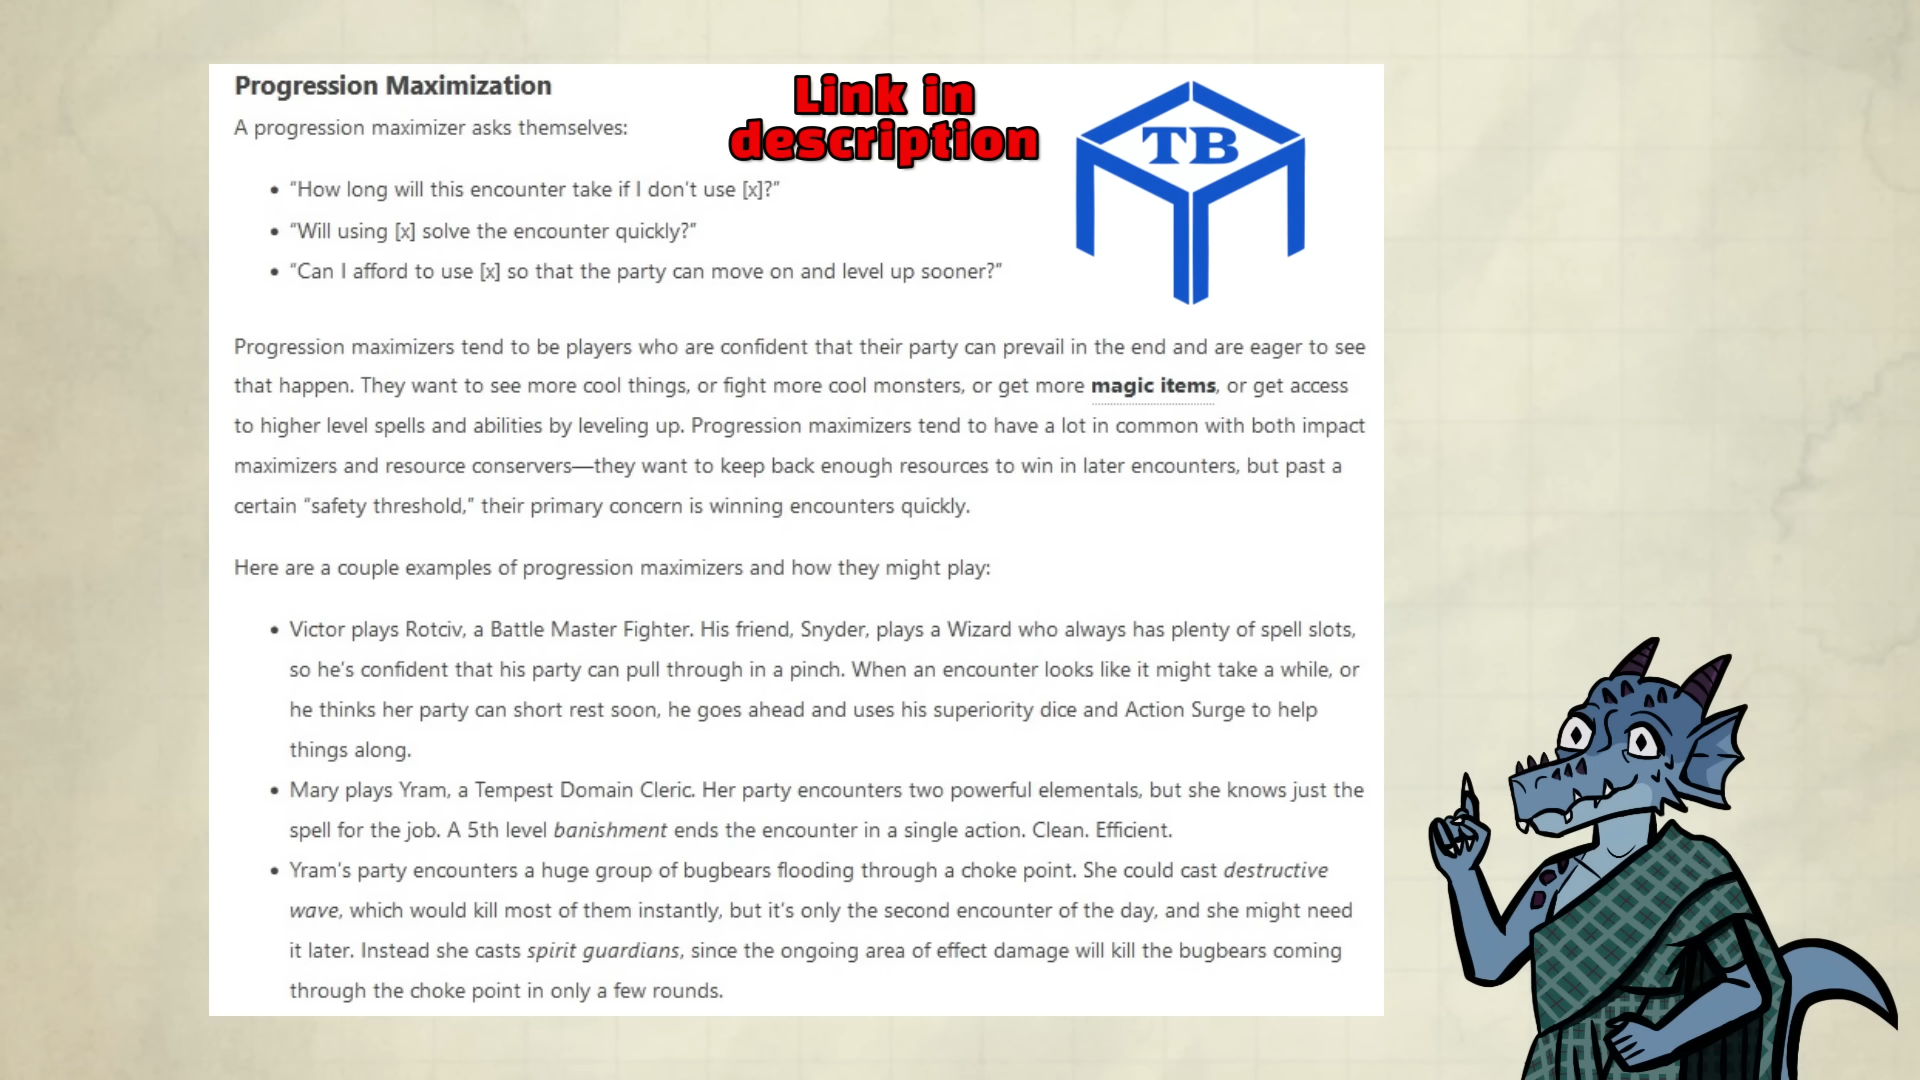 Progression Maximization
Link in
description
TB
A progression maximizer asks themselves:
• “How long will this encounter take if I don’t use [x]?”
• “Will using [x] solve the encounter quickly?”
• “Can I afford to use [x] so that the party can move on and level up sooner?”
Progression maximizers tend to be players who are confident that their party can prevail in the end and are eager to see
that happen. They want to see more cool things, or fight more cool monsters, or get more magic items, or get access
to higher level spells and abilities by leveling up. Progression maximizers tend to have a lot in common with both impact
maximizers and resource conservers—they want to keep back enough resources to win in later encounters, but past a
certain “safety threshold,” their primary concern is winning encounters quickly.
Here are a couple examples of progression maximizers and how they might play:
• Victor plays Rotciv, a Battle Master Fighter. His friend, Snyder, plays a Wizard who always has plenty of spell slots,
so he’s confident that his party can pull through in a pinch. When an encounter looks like it might take a while, or
he thinks her party can short rest soon, he goes ahead and uses his superiority dice and Action Surge to help
things along.
• Mary plays Yram, a Tempest Domain Cleric. Her party encounters two powerful elementals, but she knows just the
spell for the job. A 5th level banishment ends the encounter in a single action. Clean. Efficient.
• Yram’s party encounters a huge group of bugbears flooding through a choke point. She could cast destructive
wave, which would kill most of them instantly, but it’s only the second encounter of the day, and she might need
it later. Instead she casts spirit guardians, since the ongoing area of effect damage will kill the bugbears coming
through the choke point in only a few rounds.